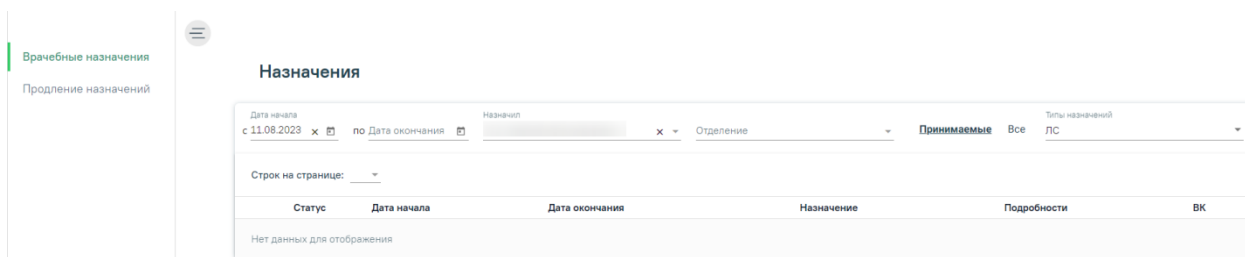 Врачебные назначения
Продление назначений
Назначения
Дата начала Назначил Типы назначений
с 11.08.2023 x по Дата окончания x Отделение Принимаемые Все ЛС
Строк на странице:
Статус Дата начала Дата окончания Назначение Подробности ВК
Нет данных для отображения